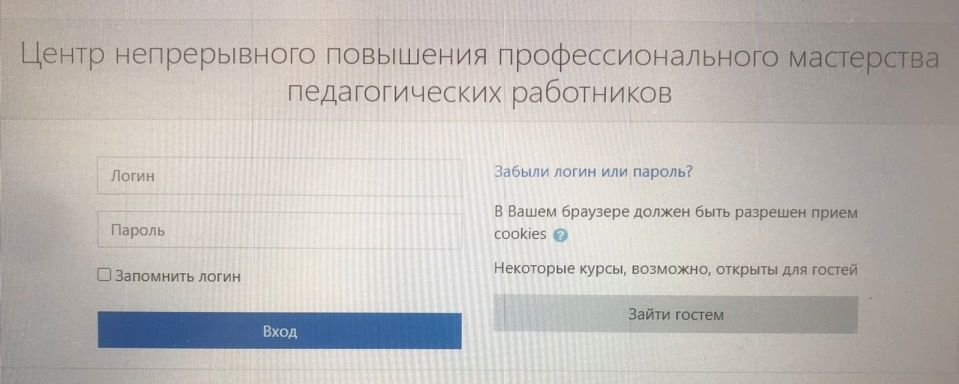 Центр непрерывного повышения профессионального мастерства
педагогических работников
Логин
Пароль
Запомнить логин
Вход
Забыли логин или пароль?
В Вашем браузере должен быть разрешен прием
cookies ?
Некоторые курсы, возможно, открыты для гостей
Зайти гостем